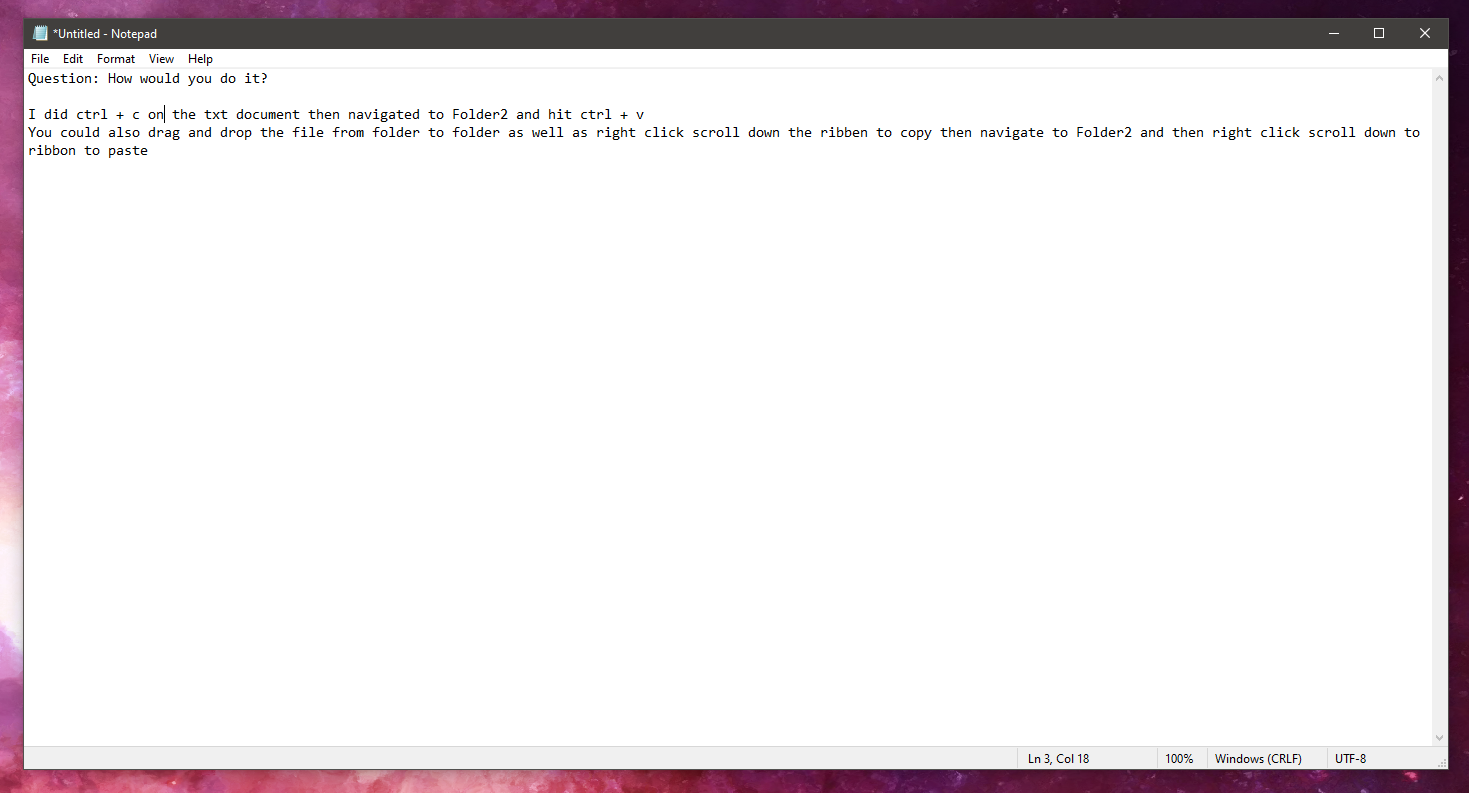 *Untitled - Notepad
File Edit Format View Help
Question: How would you do it?
I did ctrl + c on the txt document then navigated to Folder2 and hit ctrl + v
You could also drag and drop the file from folder to folder as well as right click scroll down the ribben to copy then navigate to Folder2 and then right click scroll down to
ribbon to paste
Ln 3, Col 18 100% Windows (CRLF) UTF-8